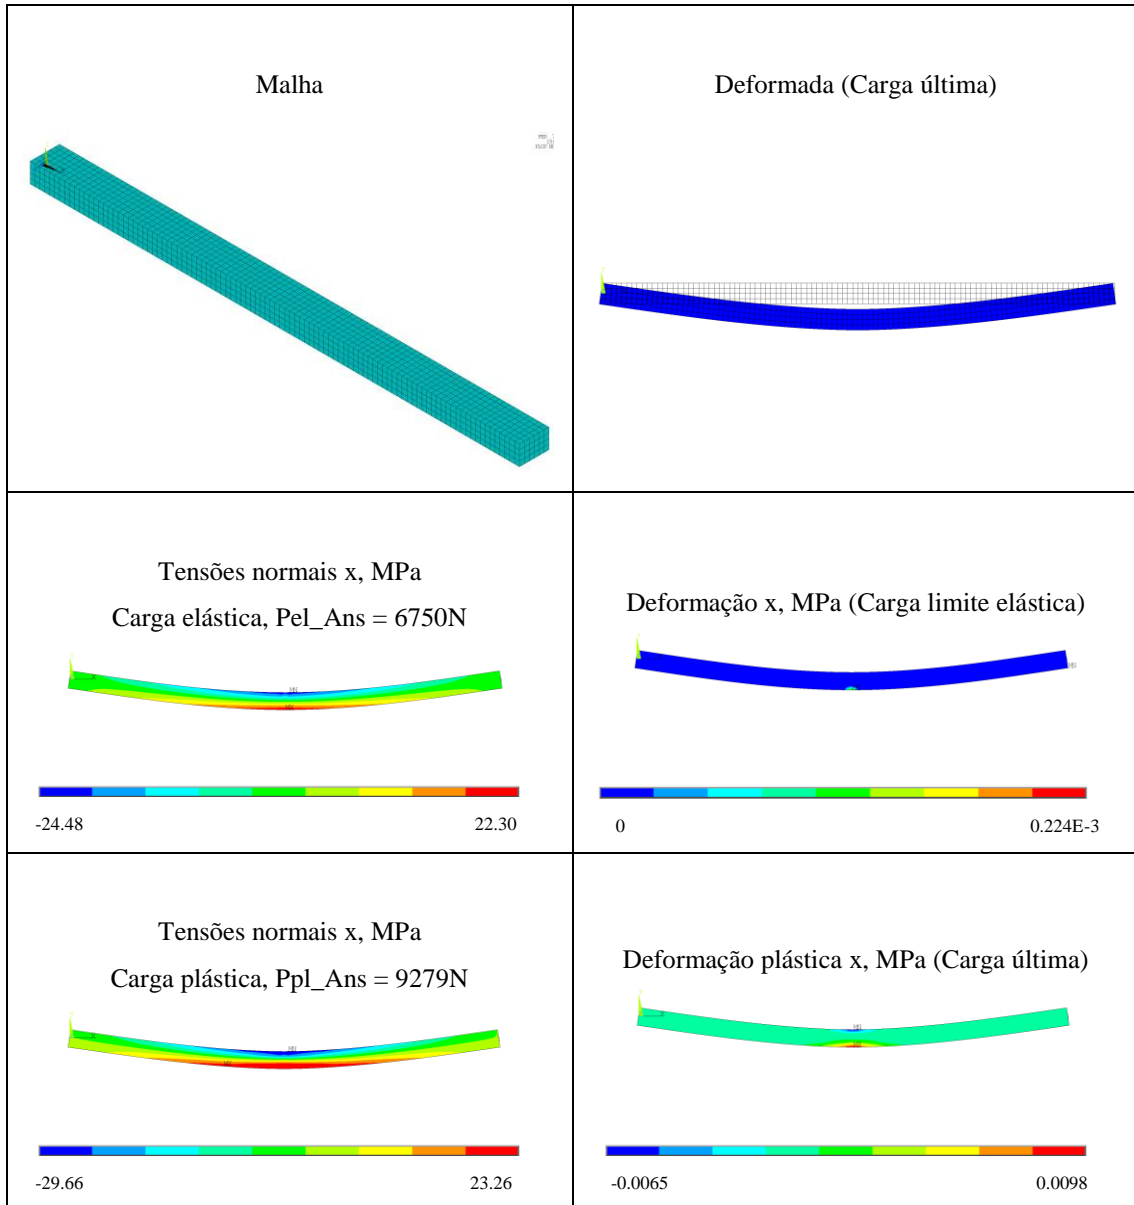 Malha
Deformada (Carga última)
Tensões normais x, MPa
Carga elástica, Pel_Ans = 6750N
-24.48
22.30
Deformação x, MPa (Carga limite elástica)
0
0.224E-3
Tensões normais x, MPa
Carga plástica, Ppl_Ans = 9279N
-29.66
23.26
Deformação plástica x, MPa (Carga última)
-0.0065
0.0098